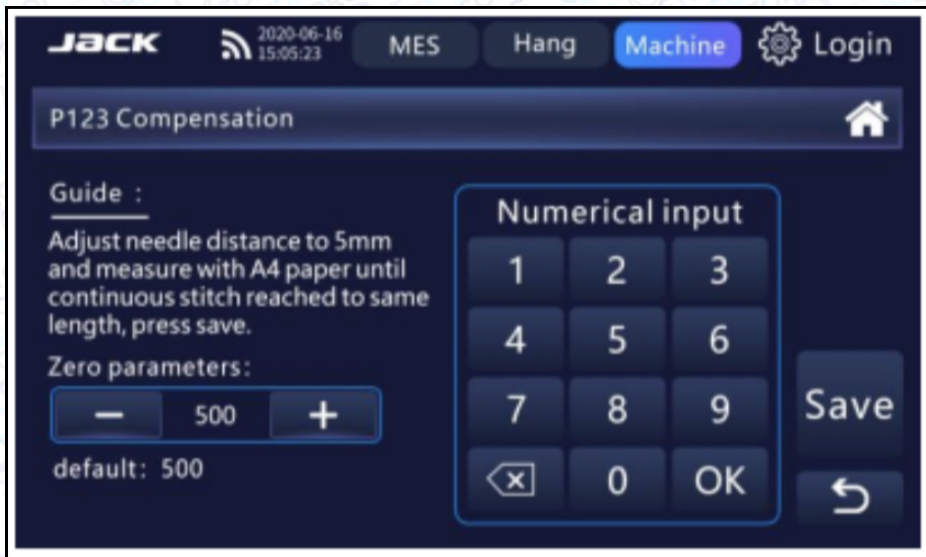 JACK
2020-06-16
15:05:23
MES
Hang
Machine
Login
P123 Compensation
Guide :
Adjust needle distance to 5mm
and measure with A4 paper until
continuous stitch reached to same
length, press save.
Zero parameters:
− 500 +
default: 500
Numerical input
1 2 3
4 5 6
7 8 9
0 OK
Save